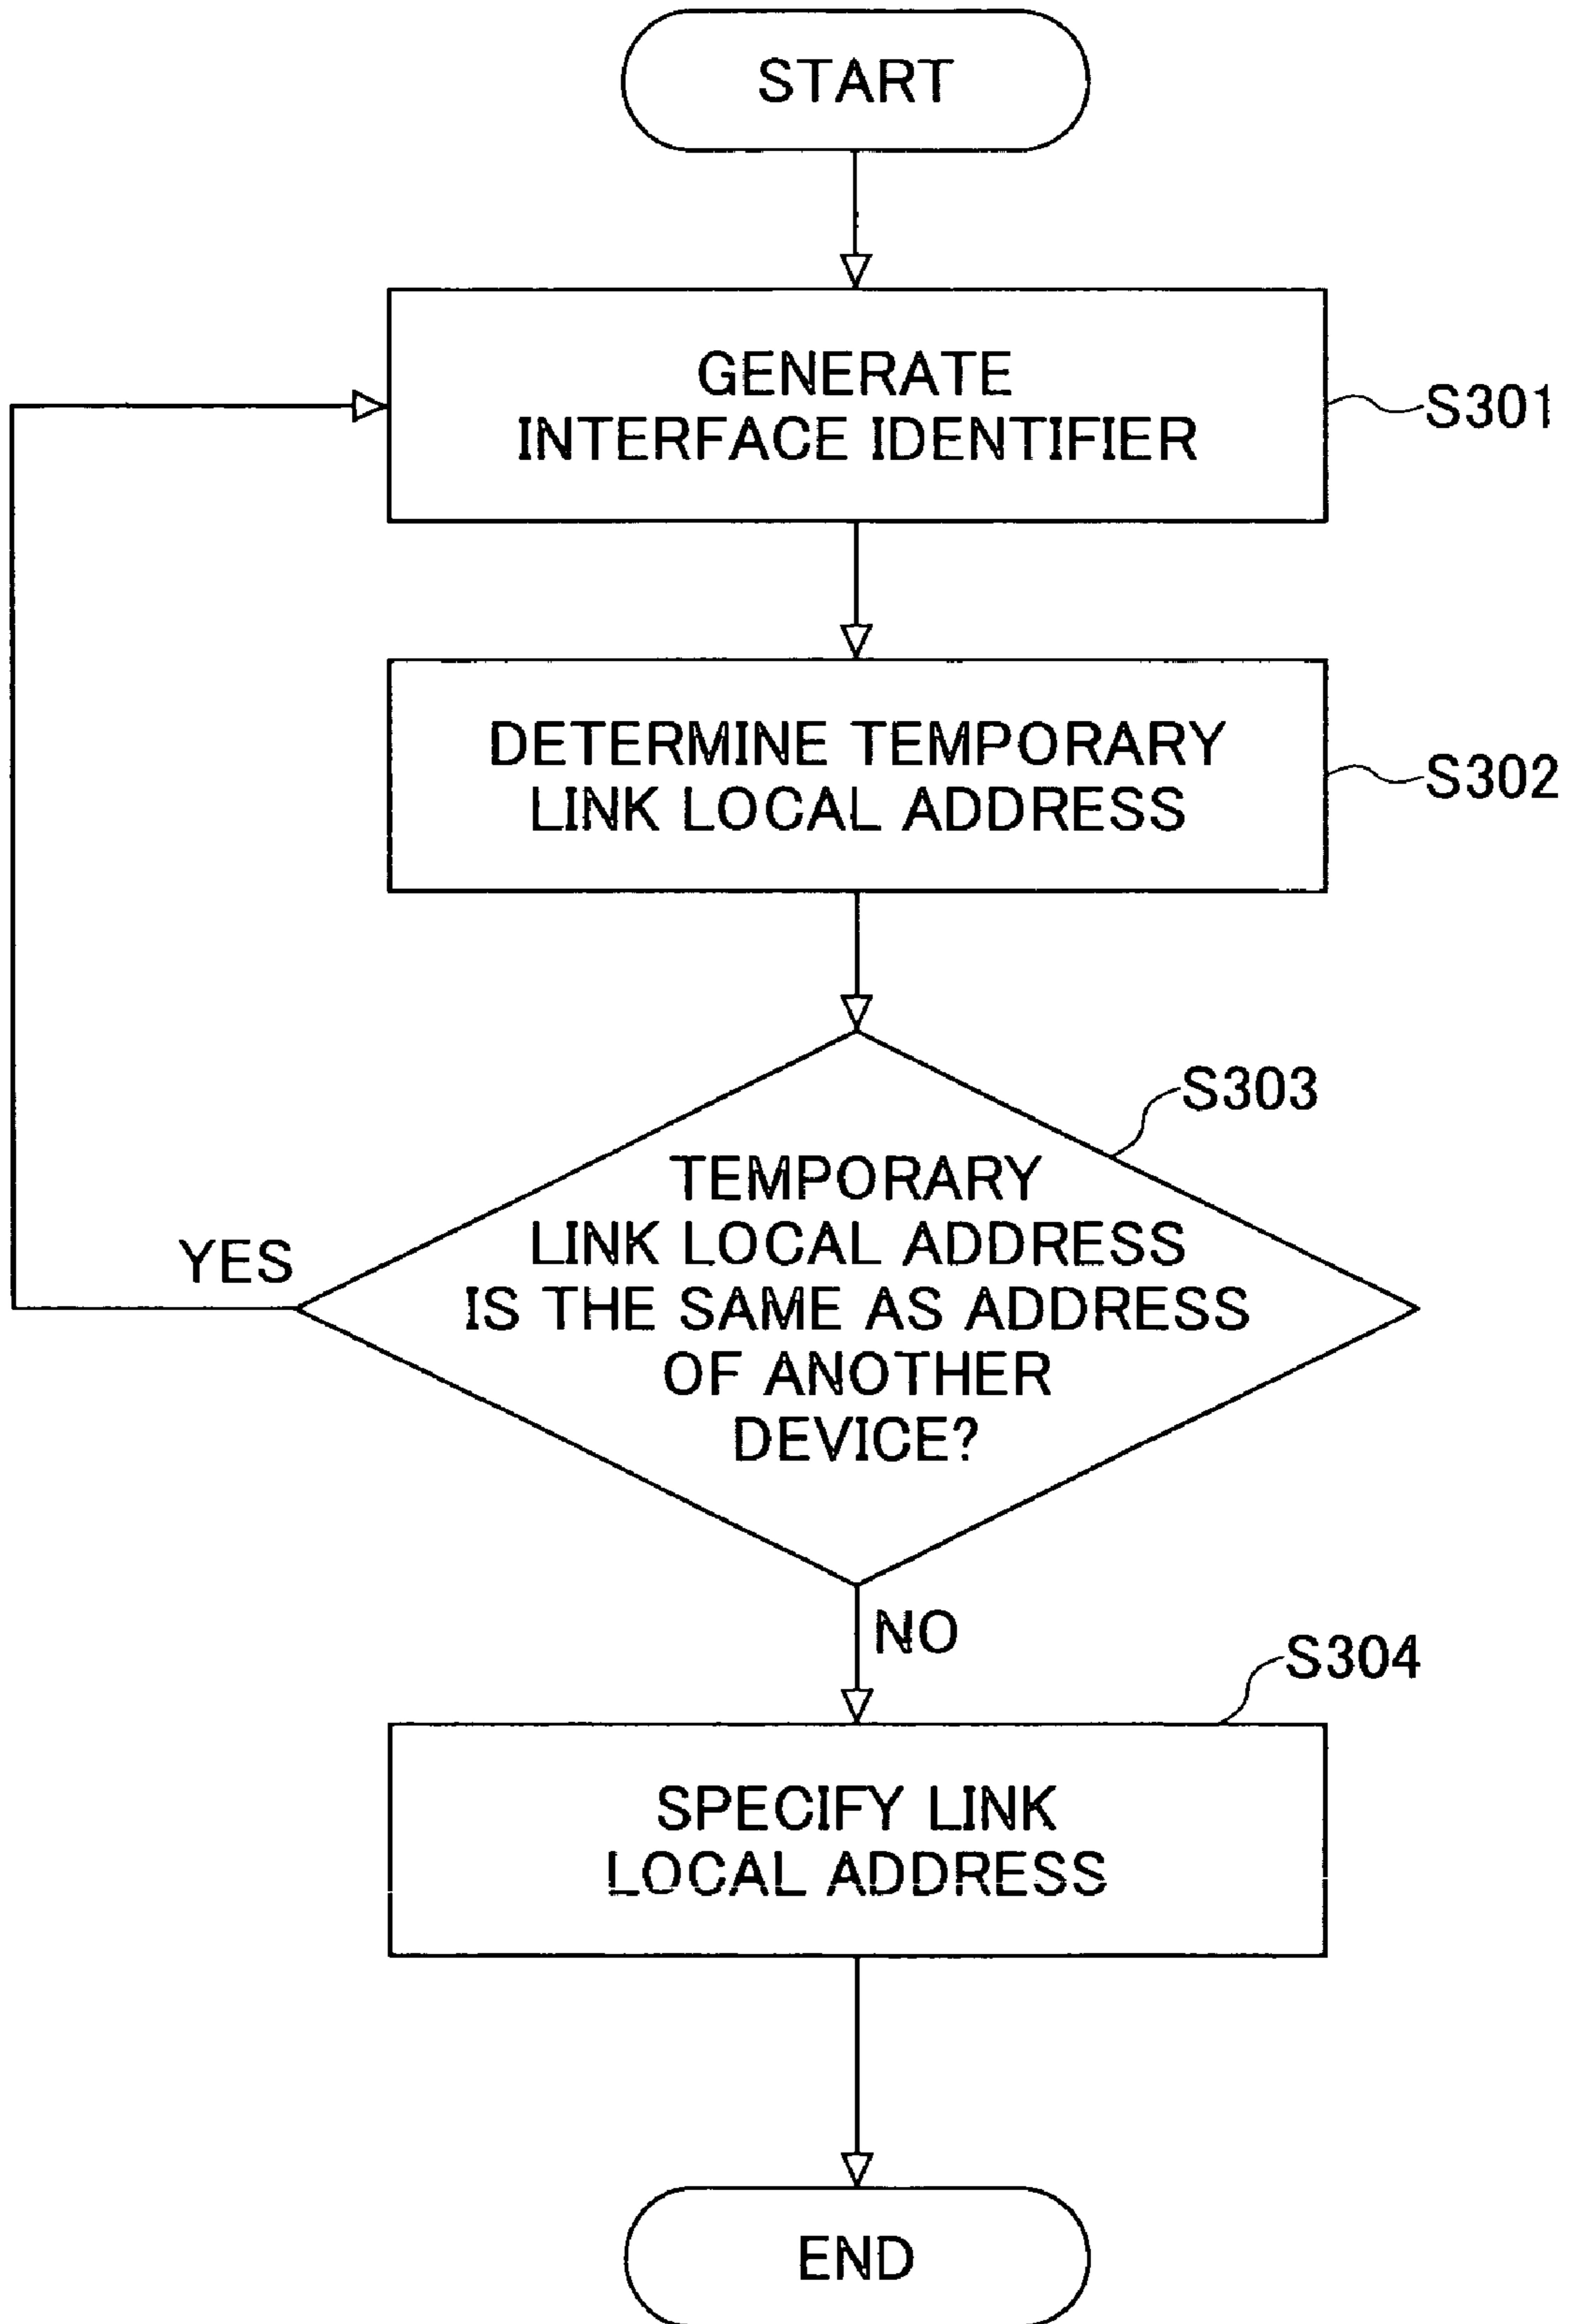 START
GENERATE
INTERFACE IDENTIFIER
S301
DETERMINE TEMPORARY
LINK LOCAL ADDRESS
S302
S303
TEMPORARY
LINK LOCAL ADDRESS
IS THE SAME AS ADDRESS
OF ANOTHER
DEVICE?
YES
NO
S304
SPECIFY LINK
LOCAL ADDRESS
END